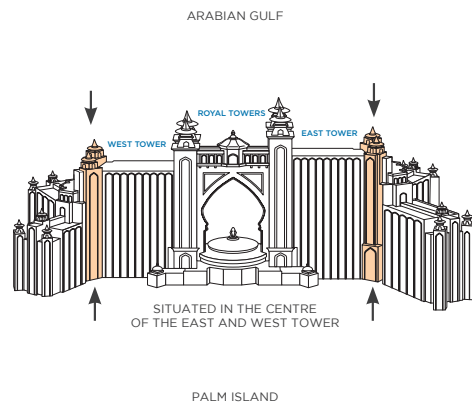 ARABIAN GULF
ROYAL TOWERS
WEST TOWER
EAST TOWER
SITUATED IN THE CENTRE
OF THE EAST AND WEST TOWER
PALM ISLAND